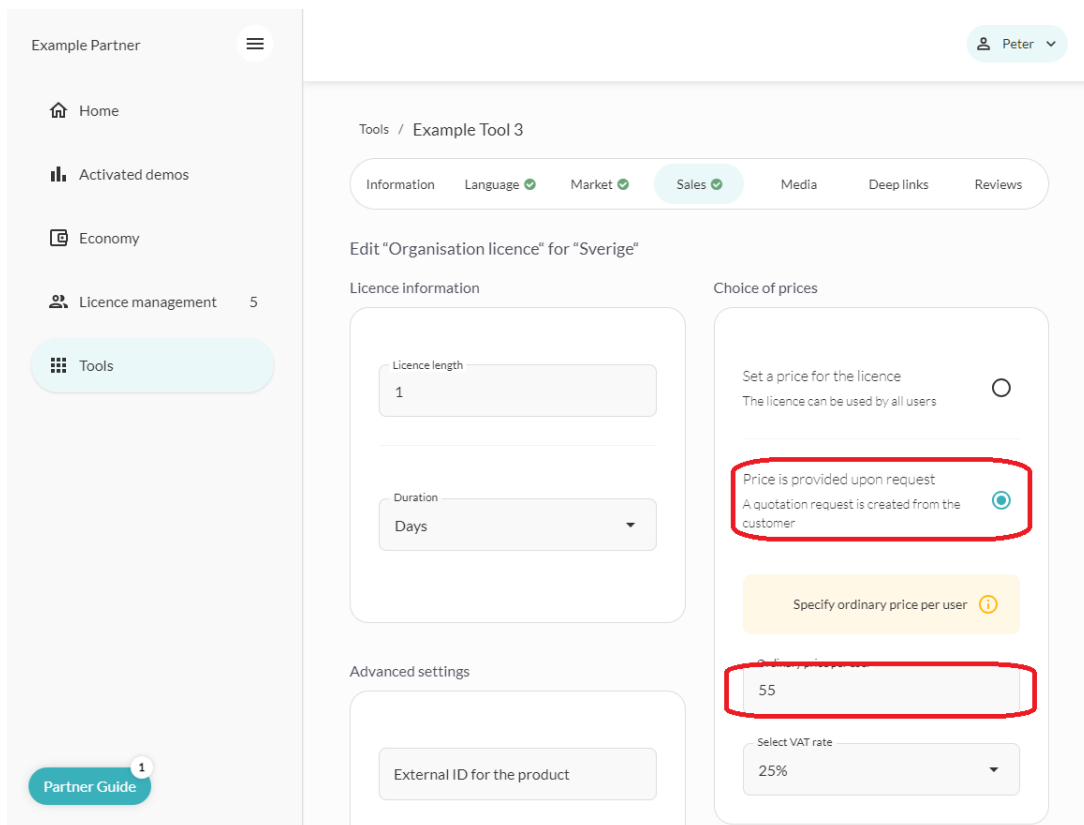 Example Partner
Peter
Home
Activated demos
Economy
Licence management 5
Tools
Partner Guide
1
Tools / Example Tool 3
Information Language Market Sales Media Deep links Reviews
Edit “Organisation licence“ for “Sverige“
Licence information
Licence length
1
Duration
Days
Advanced settings
External ID for the product
Choice of prices
Set a price for the licence
The licence can be used by all users
Price is provided upon request
A quotation request is created from the
customer
Specify ordinary price per user
Ordinary price per user
55
Select VAT rate
25%